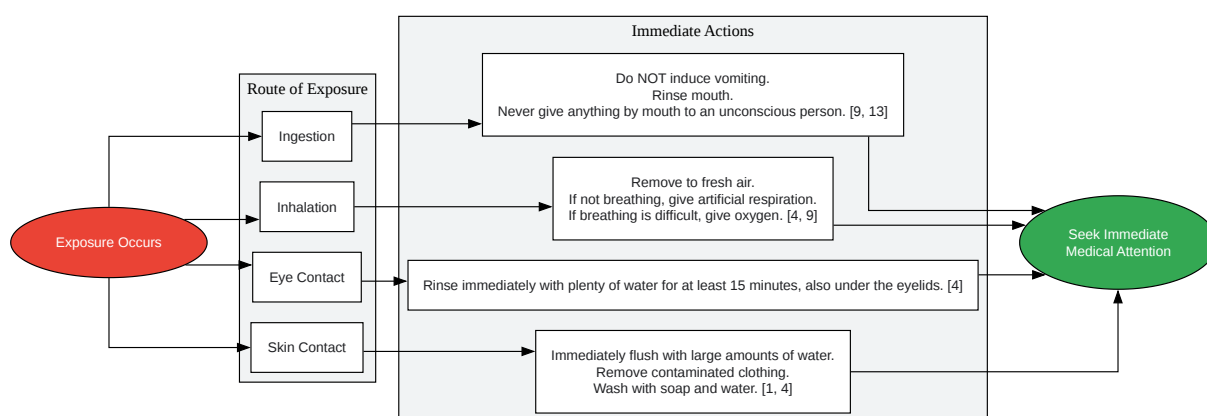 Immediate Actions
Route of Exposure
Do NOT induce vomiting.
Rinse mouth.
Never give anything by mouth to an unconscious person. [9, 13]
Ingestion
Remove to fresh air.
If not breathing, give artificial respiration.
If breathing is difficult, give oxygen. [4, 9]
Inhalation
Exposure Occurs
Seek Immediate
Medical Attention
Eye Contact
Rinse immediately with plenty of water for at least 15 minutes, also under the eyelids. [4]
Skin Contact
Immediately flush with large amounts of water.
Remove contaminated clothing.
Wash with soap and water. [1, 4]